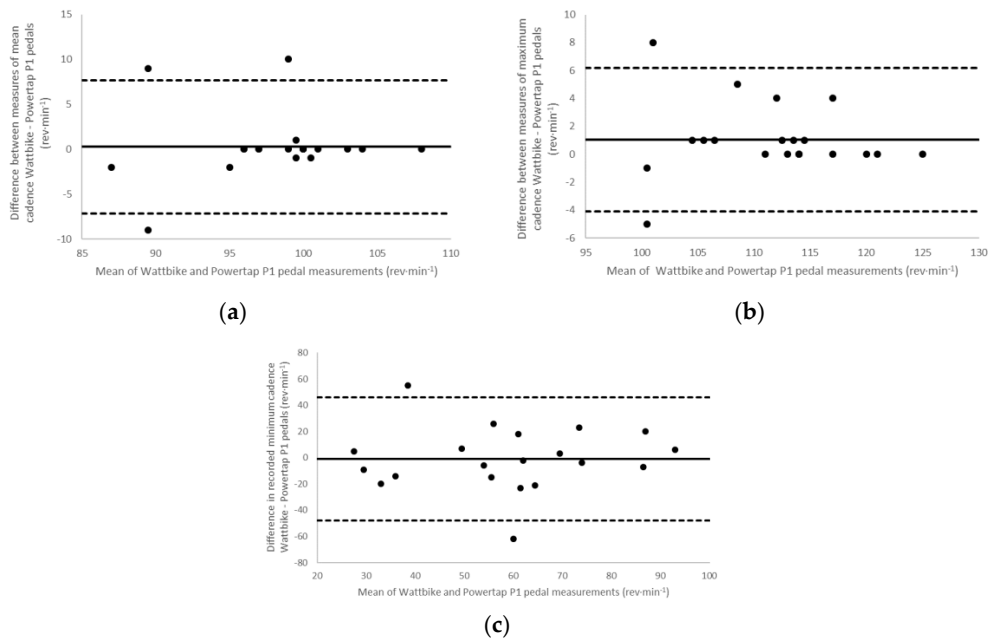 Difference between measures of mean
cadence Wattbike - Powertap P1 pedals
(rev·min⁻¹)
15
10
5
0
-5
-10
85 90 95 100 105 110
Mean of Wattbike and Powertap P1 pedal measurements (rev·min⁻¹)
(a)
Difference between measures of maximum
cadence Wattbike - Powertap P1 pedals
(rev·min⁻¹)
10
8
6
4
2
0
-2
-4
-6
95 100 105 110 115 120 125 130
Mean of Wattbike and Powertap P1 pedal measurements (rev·min⁻¹)
(b)
Difference in recorded minimum cadence
Wattbike - Powertap P1 pedals (rev·min⁻¹)
80
60
40
20
0
-20
-40
-60
-80
20 30 40 50 60 70 80 90 100
Mean of Wattbike and Powertap P1 pedal measurements (rev·min⁻¹)
(c)